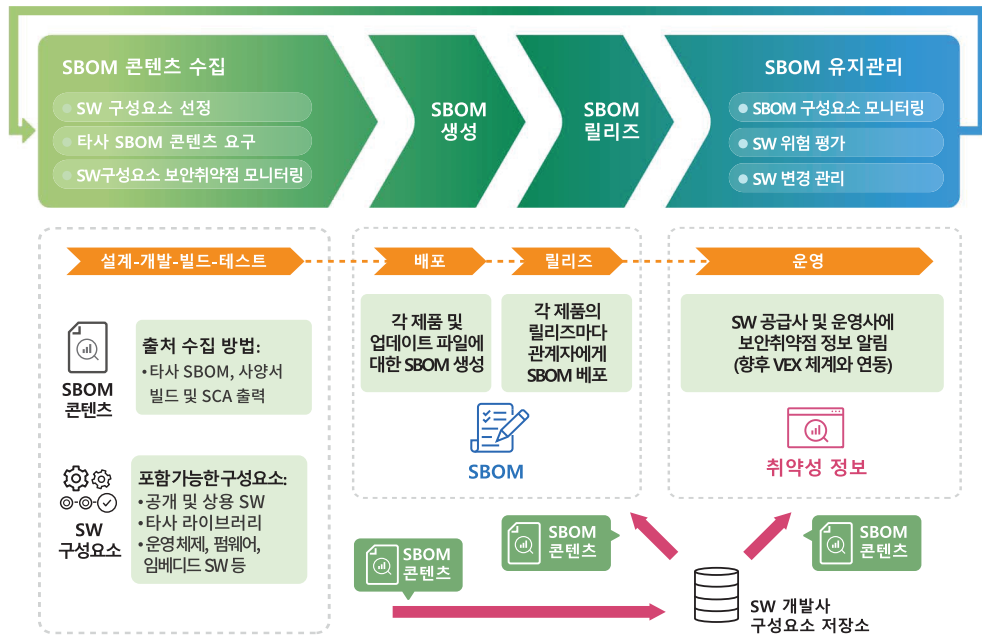 SBOM 콘텐츠 수집
SW 구성요소 선정
타사 SBOM 콘텐츠 요구
SW구성요소 보안취약점 모니터링
SBOM
생성
SBOM
릴리즈
SBOM 유지관리
SBOM 구성요소 모니터링
SW 위험 평가
SW 변경 관리
설계-개발-빌드-테스트
배포
릴리즈
운영
SBOM
콘텐츠
출처 수집 방법:
•타사 SBOM, 사양서
빌드 및 SCA 출력
SW
구성요소
포함 가능한 구성요소:
•공개 및 상용 SW
•타사 라이브러리
•운영체제, 펌웨어,
임베디드 SW 등
각 제품 및
업데이트 파일에
대한 SBOM 생성
각 제품의
릴리즈마다
관계자에게
SBOM 베포
SBOM
SW 공급사 및 운영사에
보안취약점 정보 알림
(향후 VEX 체계와 연동)
취약성 정보
SBOM
콘텐츠
SBOM
콘텐츠
SBOM
콘텐츠
SW 개발사
구성요소 저장소